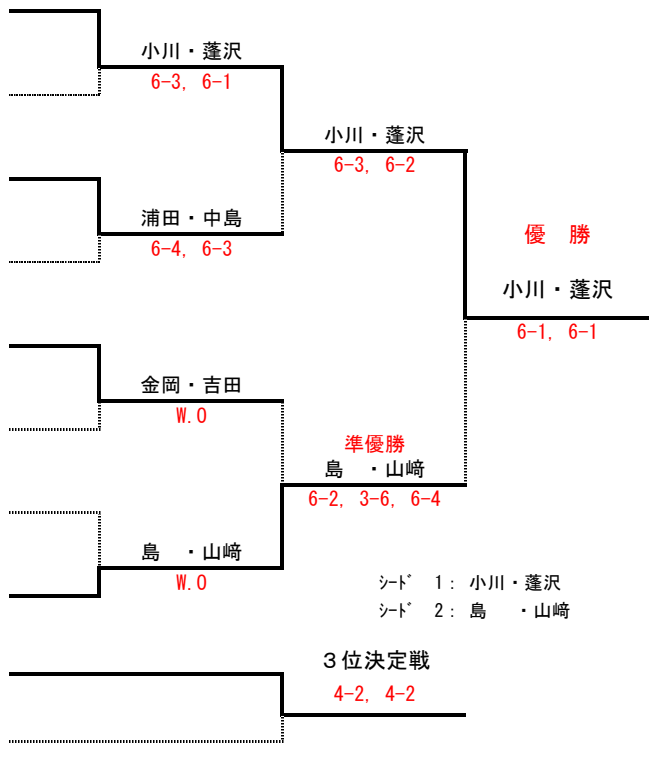 小川・蓬沢
6-3, 6-1
小川・蓬沢
6-3, 6-2
浦田・中島
6-4, 6-3
優　勝
小川・蓬沢
6-1, 6-1
金岡・吉田
W.O
準優勝
島　・山﨑
6-2, 3-6, 6-4
島　・山﨑
W.O
ｼｰﾄﾞ 1: 小川・蓬沢
ｼｰﾄﾞ 2: 島　・山﨑
３位決定戦
4-2, 4-2